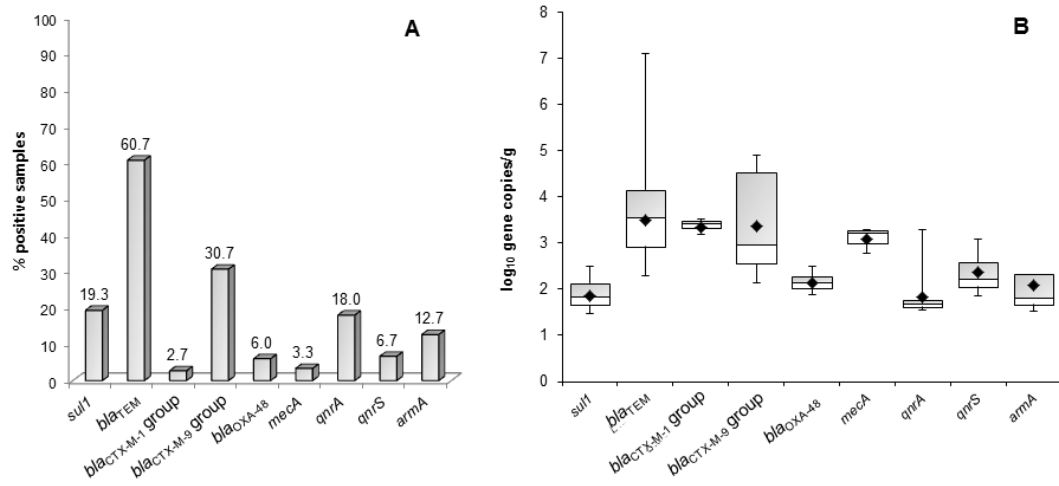 A
% positive samples
100
90
80
70
60
50
40
30
20
10
0
19.3
60.7
2.7
30.7
6.0
3.3
18.0
6.7
12.7
sul1
blaTEM
blaCTX-M-1 group
blaCTX-M-9 group
blaOXA-48
mecA
qnrA
qnrS
armA
B
log10 gene copies/g
8
7
6
5
4
3
2
1
0
sul1
blaTEM
blaCTX-M-1 group
blaCTX-M-9 group
blaOXA-48
mecA
qnrA
qnrS
armA